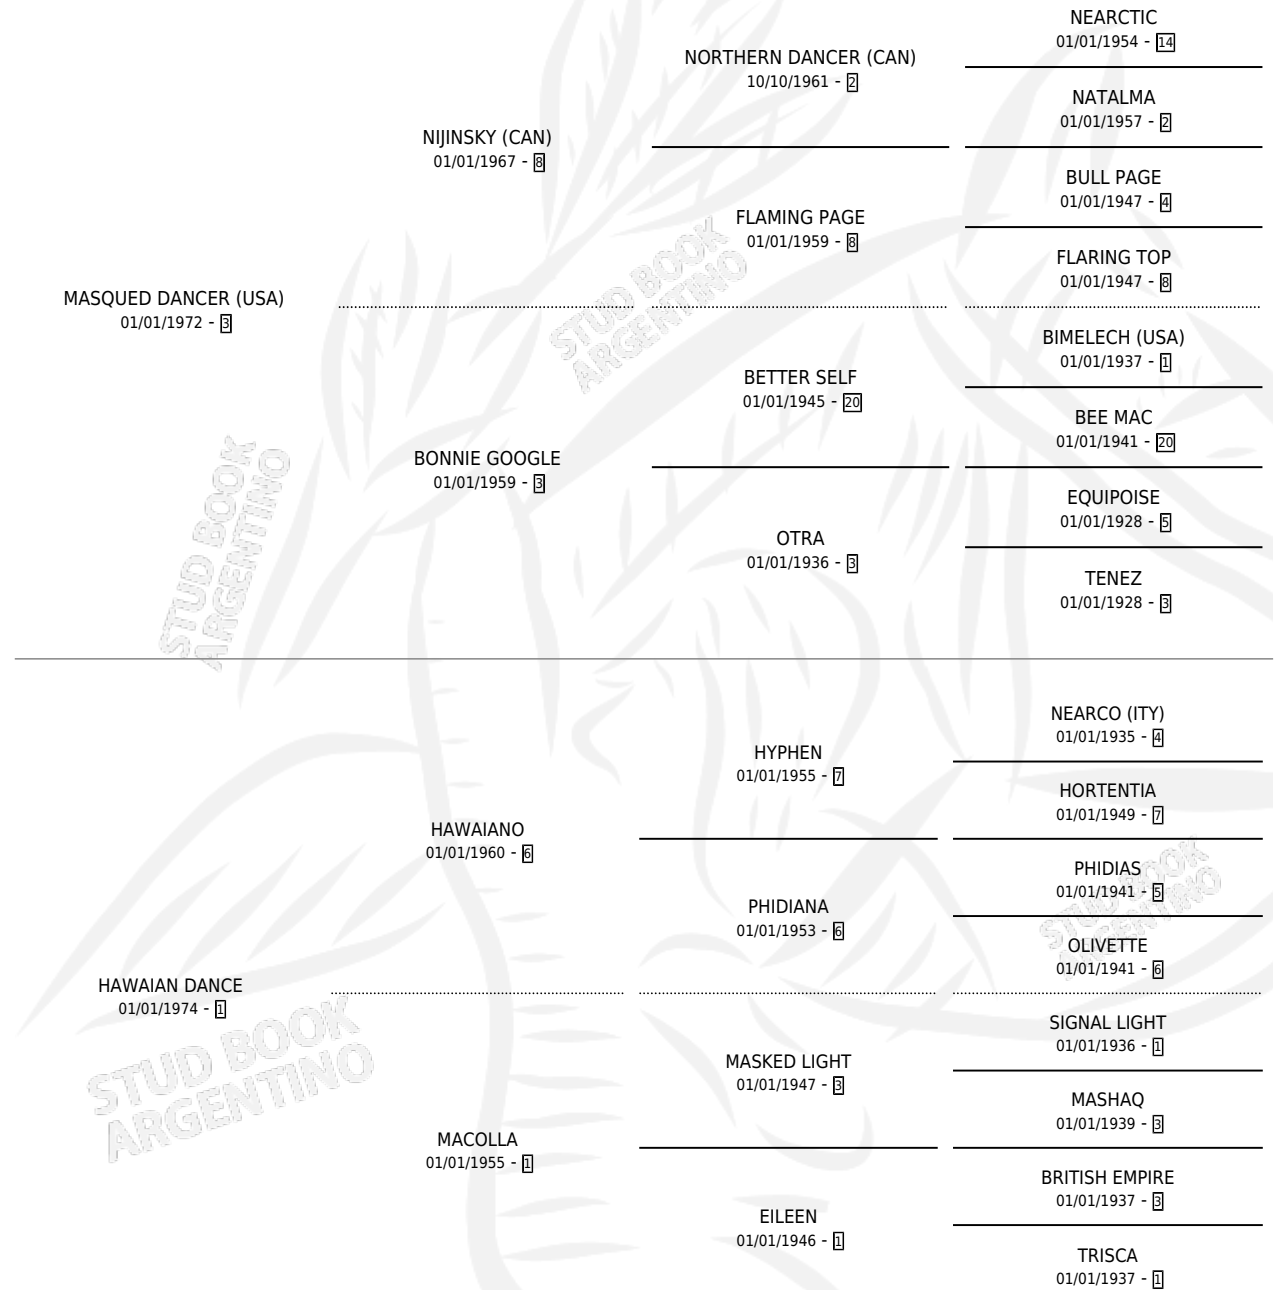 NEARCTIC
01/01/1954 - 14
NORTHERN DANCER (CAN)
10/10/1961 - 2
NATALMA
01/01/1957 - 2
NIJINSKY (CAN)
01/01/1967 - 8
BULL PAGE
01/01/1947 - 4
FLAMING PAGE
01/01/1959 - 8
FLARING TOP
01/01/1947 - 8
MASQUED DANCER (USA)
01/01/1972 - 3
STUD BOOK
ARGENTINO
BIMELECH (USA)
01/01/1937 - 1
BETTER SELF
01/01/1945 - 20
BEE MAC
01/01/1941 - 20
BONNIE GOOGLE
01/01/1959 - 3
EQUIPOISE
01/01/1928 - 5
OTRA
01/01/1936 - 3
TENEZ
01/01/1928 - 3
STUD BOOK
ARGENTINO
NEARCO (ITY)
01/01/1935 - 4
HYPHEN
01/01/1955 - 7
HORTENTIA
01/01/1949 - 7
HAWAIANO
01/01/1960 - 6
PHIDIAS
01/01/1941 - 5
PHIDIANA
01/01/1953 - 6
STUD BOOK
ARGENTINO
OLIVETTE
01/01/1941 - 6
HAWAIAN DANCE
01/01/1974 - 1
STUD BOOK
ARGENTINO
SIGNAL LIGHT
01/01/1936 - 1
MASKED LIGHT
01/01/1947 - 3
MASHAQ
01/01/1939 - 3
MACOLLA
01/01/1955 - 1
BRITISH EMPIRE
01/01/1937 - 3
EILEEN
01/01/1946 - 1
TRISCA
01/01/1937 - 1